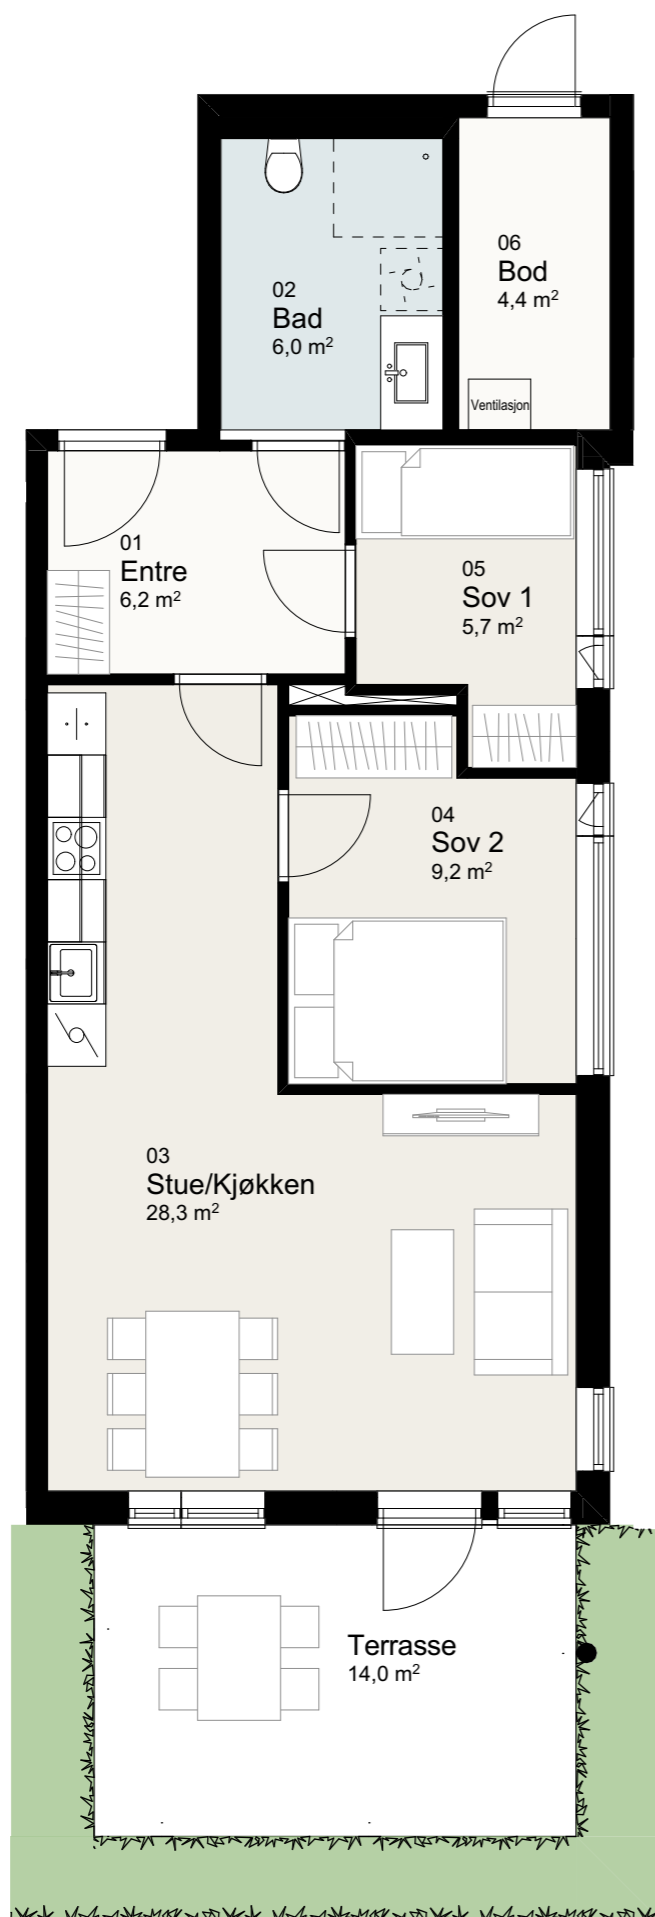 06
Bod
4,4 m²
02
Bad
6,0 m²
Ventilasjon
01
Entre
6,2 m²
05
Sov 1
5,7 m²
04
Sov 2
9,2 m²
03
Stue/Kjøkken
28,3 m²
Terrasse
14,0 m²